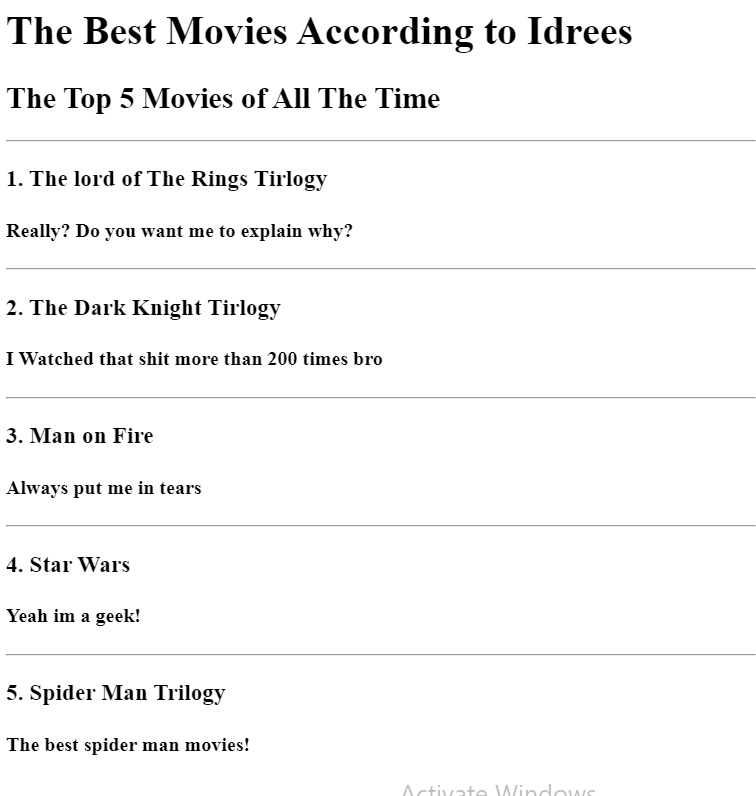 The Best Movies According to Idrees
The Top 5 Movies of All The Time
1. The lord of The Rings Tirlogy
Really? Do you want me to explain why?
2. The Dark Knight Tirlogy
I Watched that shit more than 200 times bro
3. Man on Fire
Always put me in tears
4. Star Wars
Yeah im a geek!
5. Spider Man Trilogy
The best spider man movies!
Activate Windows